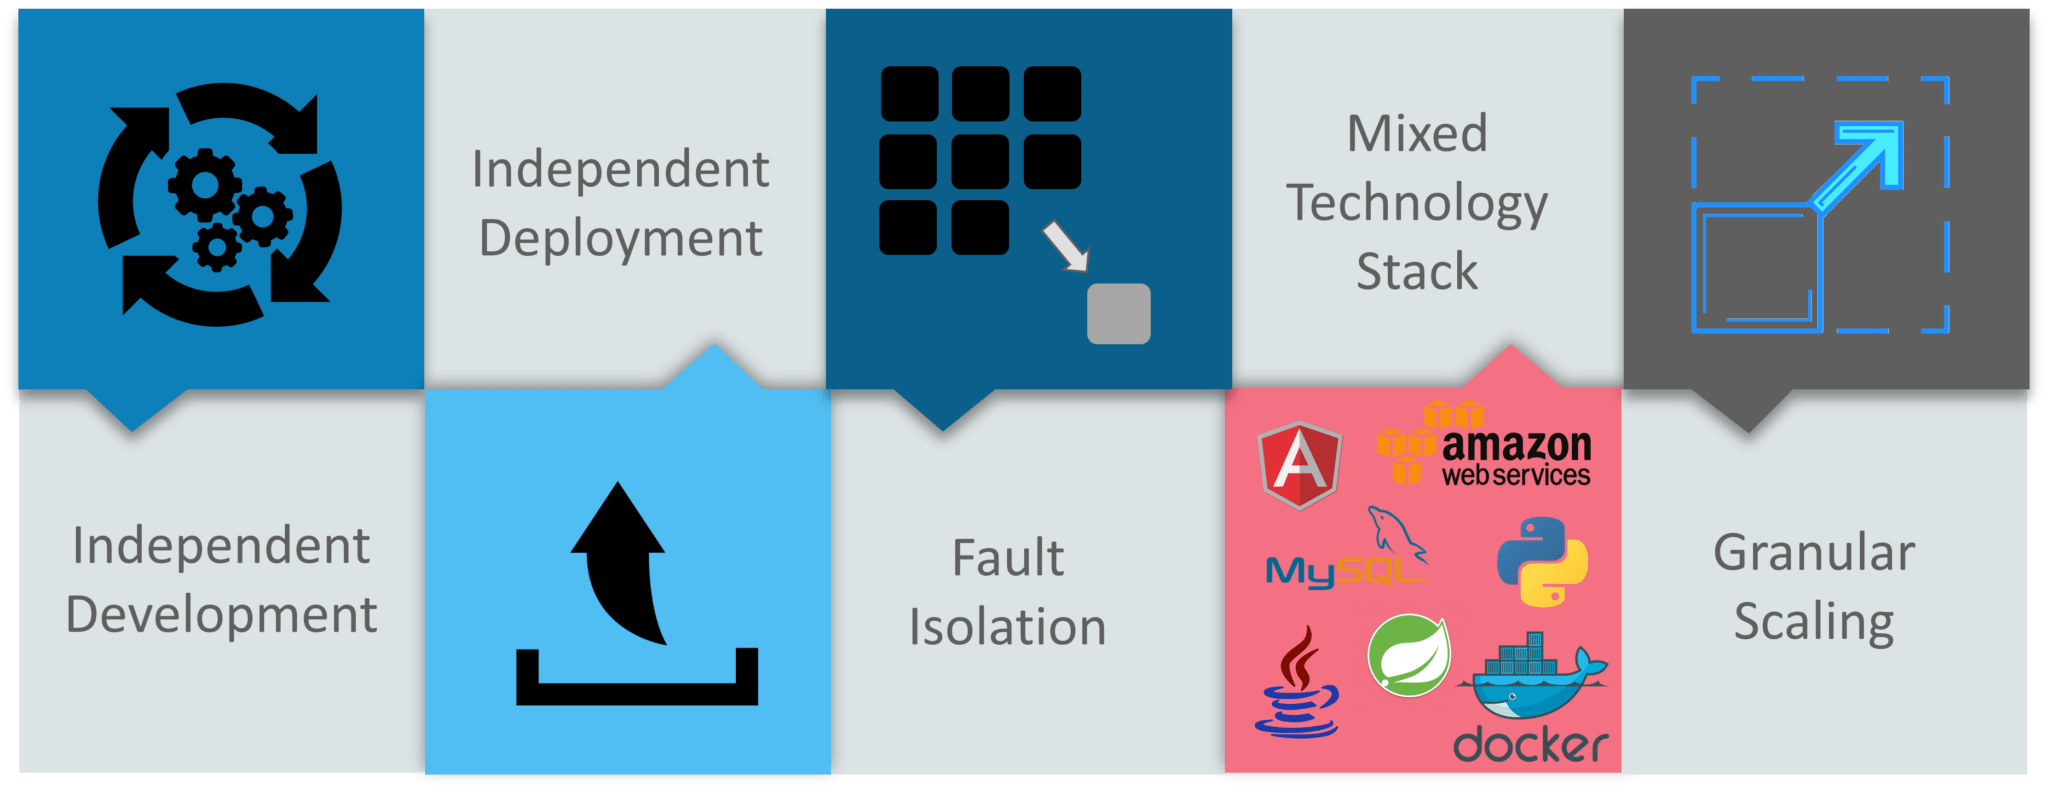 Independent
Deployment
Mixed
Technology
Stack
Independent
Development
Fault
Isolation
A
amazon
web services
MySQL
docker
Granular
Scaling